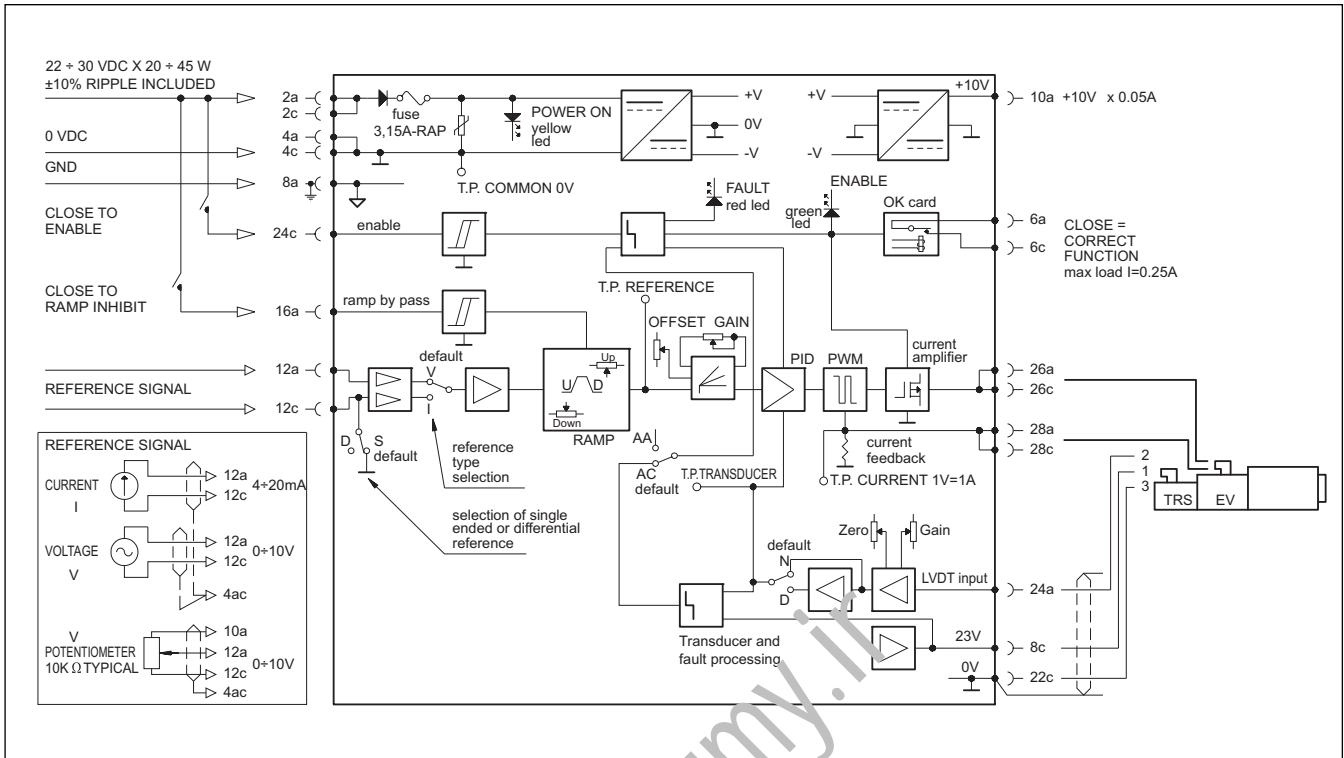 22 ÷ 30 VDC X 20 ÷ 45 W
±10% RIPPLE INCLUDED
0 VDC
GND
CLOSE TO
ENABLE
CLOSE TO
RAMP INHIBIT
REFERENCE SIGNAL
2a
2c
4a
4c
8a
24c
16a
12a
12c
fuse
3,15A-RAP
POWER ON
yellow
led
T.P. COMMON 0V
+V
0V
-V
+V
-V
+10V
10a +10V x 0.05A
FAULT
red led
ENABLE
green
led
OK card
6a
6c
CLOSE =
CORRECT
FUNCTION
max load I=0.25A
enable
ramp by pass
T.P. REFERENCE
OFFSET GAIN
default
V
I
Up
U D
Down
RAMP
PID
PWM
current
amplifier
26a
26c
28a
28c
D S
default
reference
type
selection
selection of single
ended or differential
reference
AA
AC
default
T.P.TRANSDUCER
current
feedback
T.P. CURRENT 1V=1A
2
1
3
TRS EV
Zero Gain
default
N
D
LVDT input
24a
Transducer and
fault processing
23V
8c
0V
22c
REFERENCE SIGNAL
CURRENT
I
12a
12c
4÷20mA
VOLTAGE
V
12a
12c
0÷10V
4ac
V
POTENTIOMETER
10K Ω TYPICAL
10a
12a
12c
0÷10V
4ac
my.ir